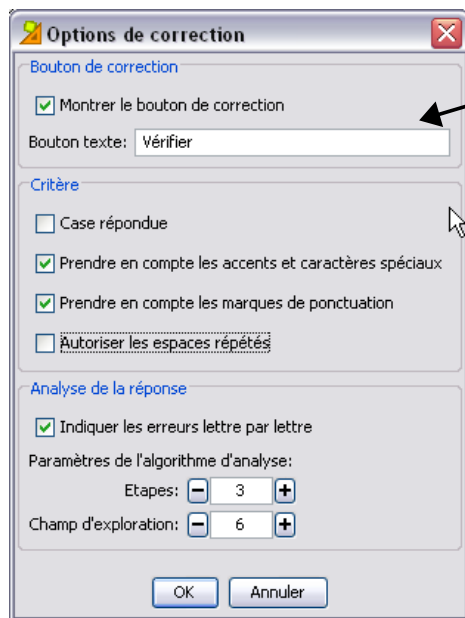 Options de correction
Bouton de correction
Montrer le bouton de correction
Bouton texte: Vérifier
Critère
Case répondue
Prendre en compte les accents et caractères spéciaux
Prendre en compte les marques de ponctuation
Autoriser les espaces répétés
Analyse de la réponse
Indiquer les erreurs lettre par lettre
Paramètres de l'algorithme d'analyse:
Etapes: 3
Champ d'exploration: 6
OK Annuler